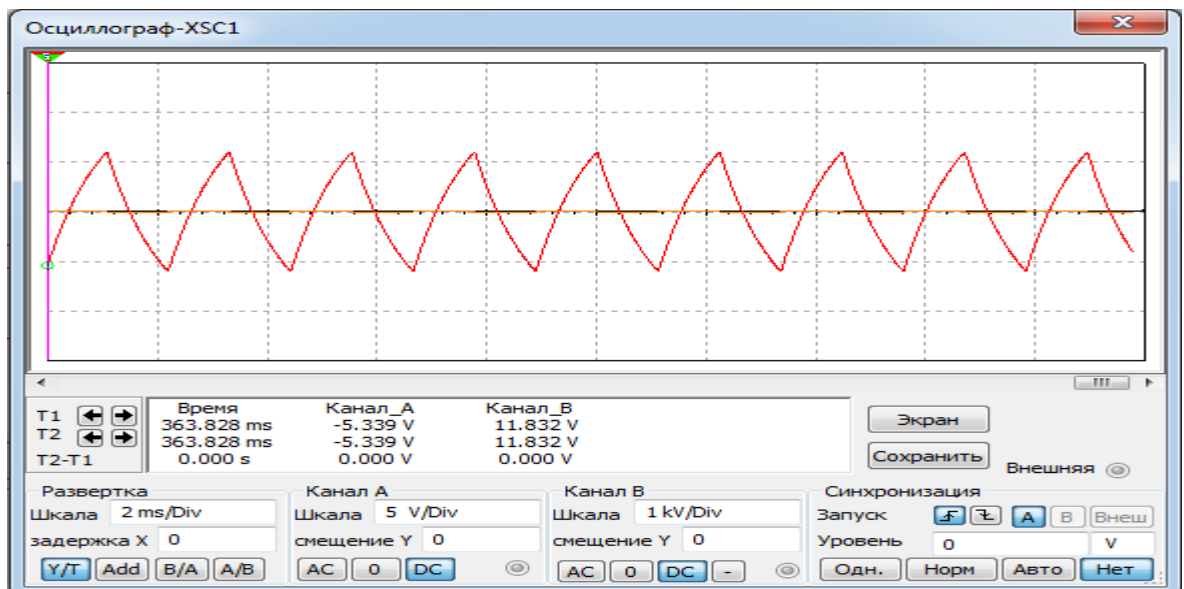 Осциллограф-XSC1
Время Канал_A Канал_B
T1 363.828 ms -5.339 V 11.832 V
T2 363.828 ms -5.339 V 11.832 V
T2-T1 0.000 s 0.000 V 0.000 V
Экран
Сохранить
Внешняя
Развертка
Шкала 2 ms/Div
задержка X 0
Y/T Add B/A A/B
Канал A
Шкала 5 V/Div
смещение Y 0
AC 0 DC
Канал B
Шкала 1 kV/Div
смещение Y 0
AC 0 DC -
Синхронизация
Запуск A B Внеш
Уровень 0 V
Одн. Норм Авто Нет